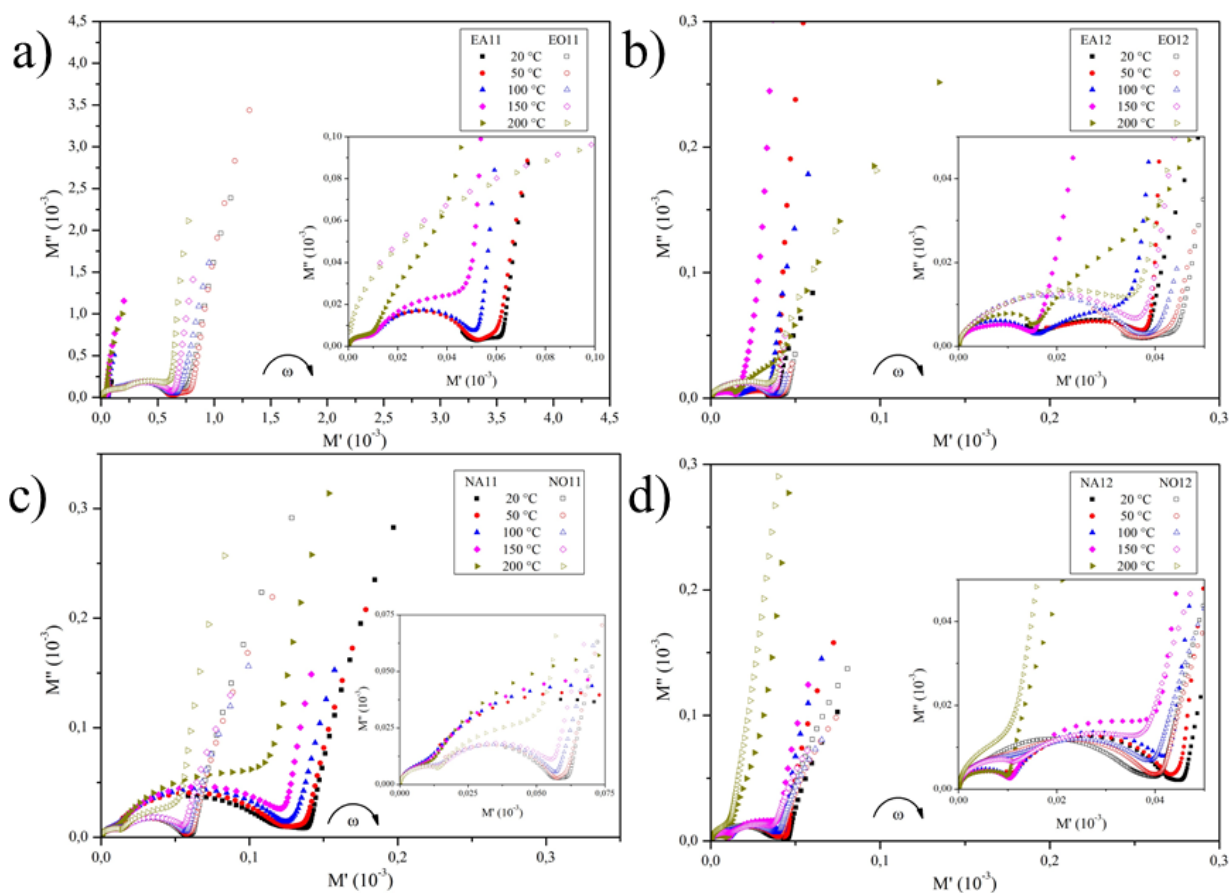 a)
4,5
4,0
3,5
3,0
2,5
2,0
1,5
1,0
0,5
0,0
M'' (10⁻³)
0,0 0,5 1,0 1,5 2,0 2,5 3,0 3,5 4,0 4,5
M' (10⁻³)
EA11 EO11
20 °C
50 °C
100 °C
150 °C
200 °C
ω
0,10
0,08
0,06
0,04
0,02
0,00
M'' (10⁻³)
0,00 0,02 0,04 0,06 0,08 0,10
M' (10⁻³)
b)
0,3
0,2
0,1
0,0
M'' (10⁻³)
0,0 0,1 0,2 0,3
M' (10⁻³)
EA12 EO12
20 °C
50 °C
100 °C
150 °C
200 °C
ω
0,04
0,02
0,00
M'' (10⁻³)
0,00 0,02 0,04
M' (10⁻³)
c)
0,3
0,2
0,1
0,0
M'' (10⁻³)
0,0 0,1 0,2 0,3
M' (10⁻³)
NA11 NO11
20 °C
50 °C
100 °C
150 °C
200 °C
ω
0,075
0,050
0,025
0,000
M'' (10⁻³)
0,000 0,025 0,050 0,075
M' (10⁻³)
d)
0,3
0,2
0,1
0,0
M'' (10⁻³)
0,0 0,1 0,2 0,3
M' (10⁻³)
NA12 NO12
20 °C
50 °C
100 °C
150 °C
200 °C
ω
0,04
0,02
0,00
M'' (10⁻³)
0,00 0,02 0,04
M' (10⁻³)